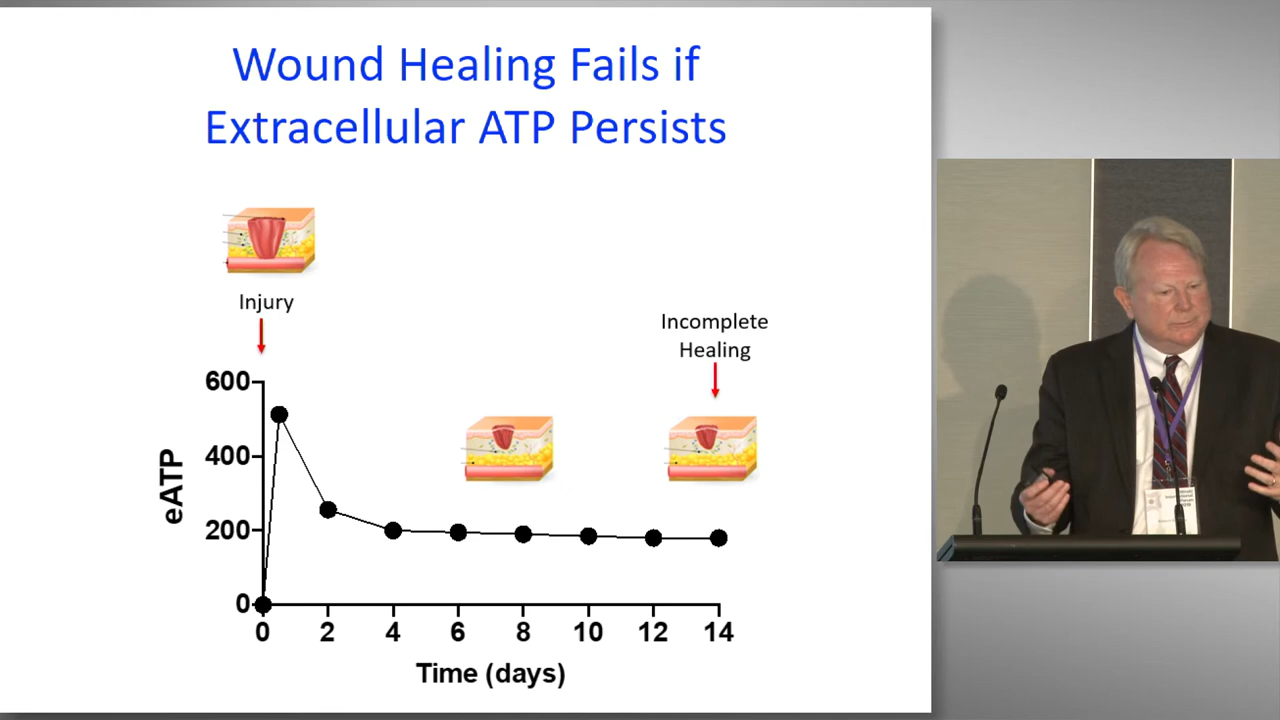 Wound Healing Fails if
Extracellular ATP Persists
Injury
Incomplete
Healing
600
400
200
0
eATP
0 2 4 6 8 10 12 14
Time (days)